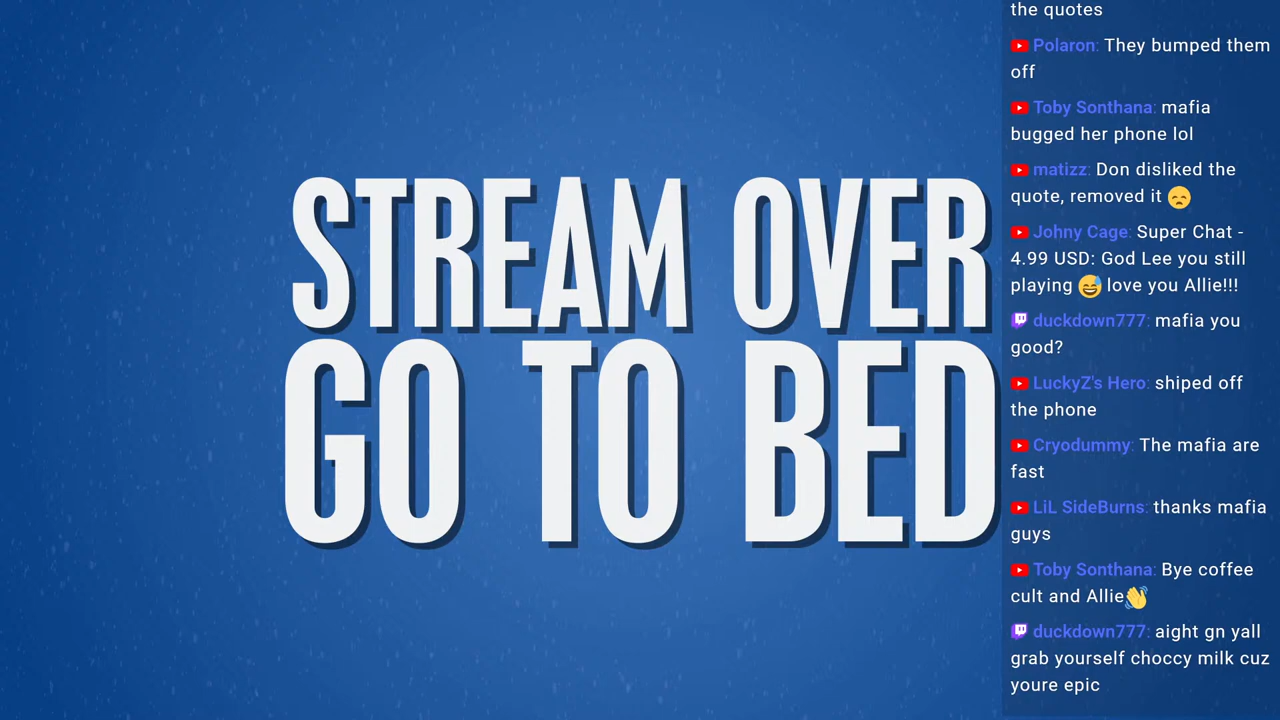 STREAM OVER
GO TO BED
the quotes
Polaron: They bumped them
off
Toby Sonthana: mafia
bugged her phone lol
matizz: Don disliked the
quote, removed it 😞
Johny Cage: Super Chat -
4.99 USD: God Lee you still
playing 😅 love you Allie!!!
duckdown777: mafia you
good?
LuckyZ's Hero: shiped off
the phone
Cryodummy: The mafia are
fast
LiL SideBurns: thanks mafia
guys
Toby Sonthana: Bye coffee
cult and Allie👋
duckdown777: aight gn yall
grab yourself choccy milk cuz
youre epic